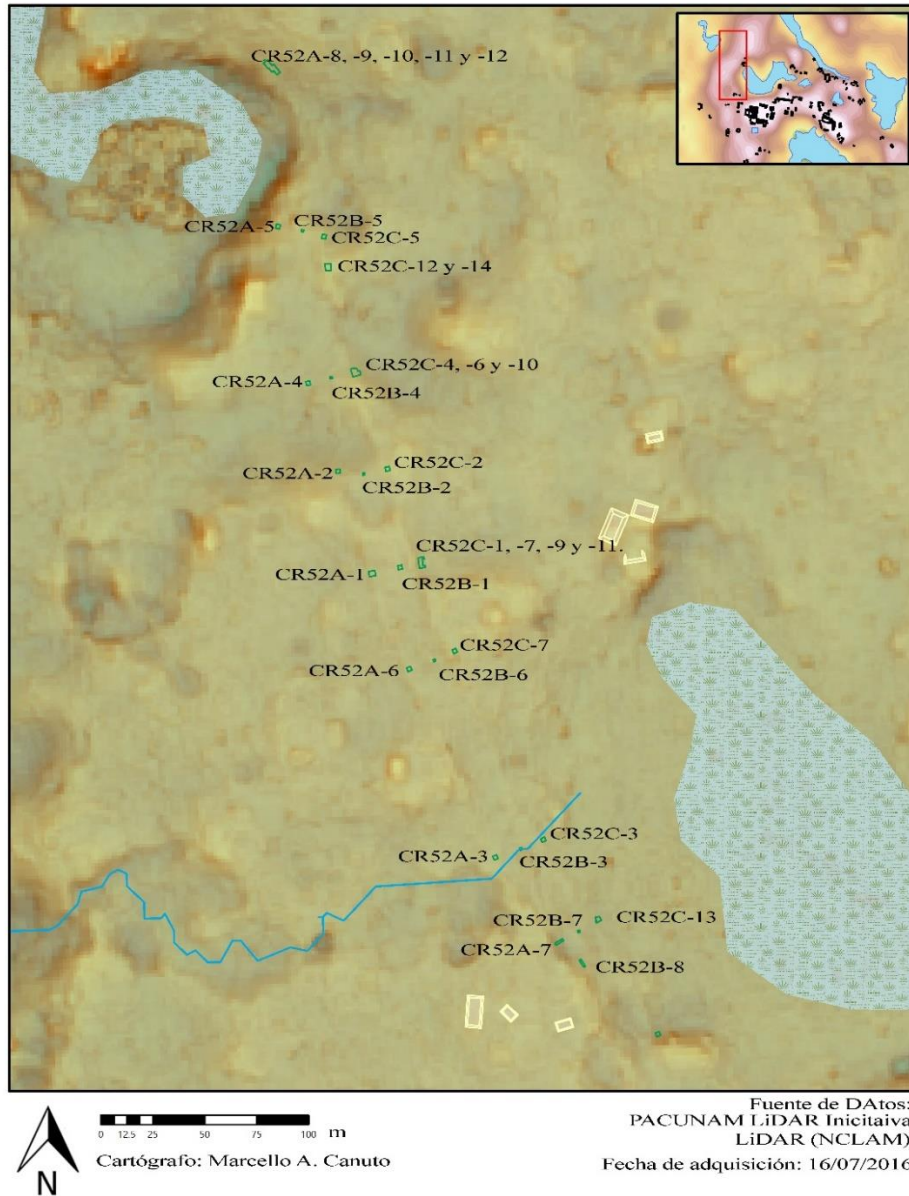 CR52A-8, -9, -10, -11 y -12
CR52A-5
CR52B-5
CR52C-5
CR52C-12 y -14
CR52C-4, -6 y -10
CR52A-4
CR52B-4
CR52C-2
CR52A-2
CR52B-2
CR52C-1, -7, -9 y -11.
CR52A-1
CR52B-1
CR52C-7
CR52A-6
CR52B-6
CR52C-3
CR52A-3
CR52B-3
CR52B-7
CR52C-13
CR52A-7
CR52B-8
0 12.5 25 50 75 100 m
Cartógrafo: Marcello A. Canuto
N
Fuente de DAtos:
PACUNAM LiDAR Inicitaiva
LiDAR (NCLAM)
Fecha de adquisición: 16/07/2016